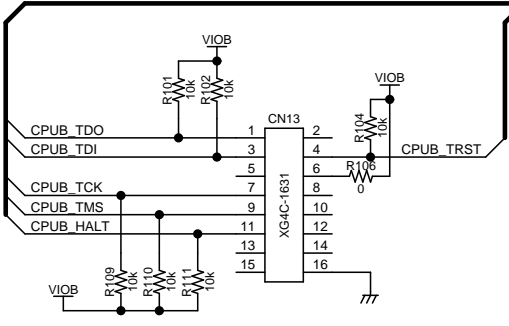 VIOB
R101
10k
R102
10k
VIOB
CN13
R104
10k
CPUB_TDO
1
2
CPUB_TDI
3
4
CPUB_TRST
R106
0
5
6
CPUB_TCK
7
8
CPUB_TMS
9
10
CPUB_HALT
11
12
13
14
15
16
XG4C-1631
R109
10k
R110
10k
R111
10k
VIOB